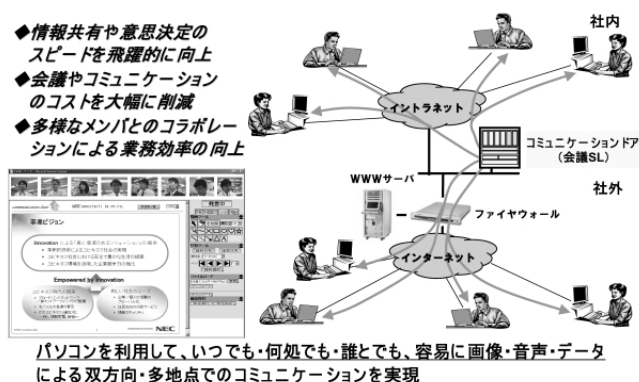 ◆情報共有や意思決定の
スピードを飛躍的に向上
◆会議やコミュニケーション
のコストを大幅に削減
◆多様なメンバとのコラボレー
ションによる業務効率の向上
社内
イントラネット
コミュニケーションドア
(会議SL)
WWWサーバ
社外
ファイヤウォール
インターネット
発言中
事業ビジョン
Empowered by Innovation
NEC
パソコンを利用して、いつでも・何処でも・誰とでも、容易に画像・音声・データ
による双方向・多地点でのコミュニケーションを実現